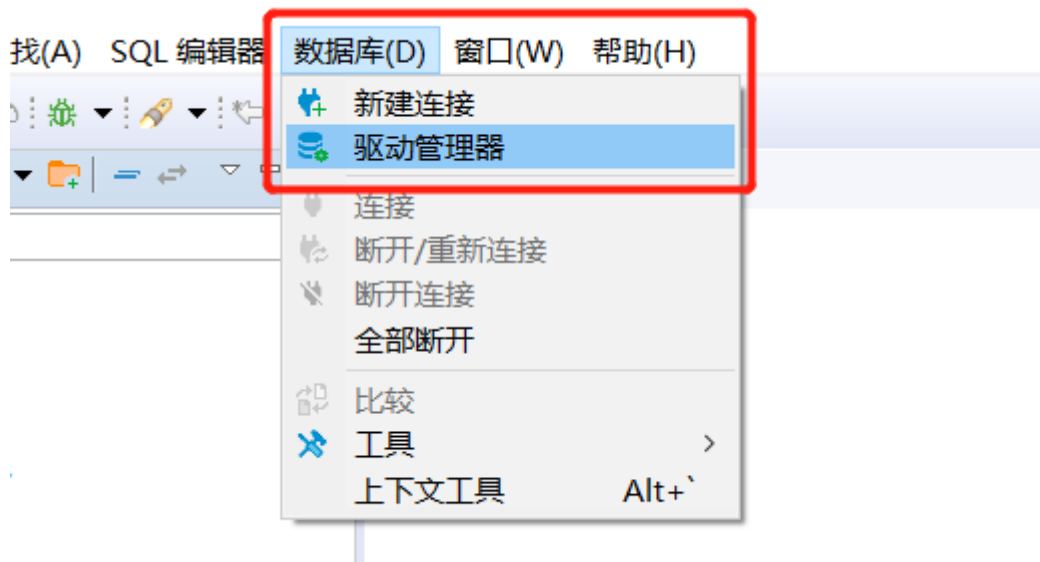 找(A) SQL 编辑器 数据库(D) 窗口(W) 帮助(H)
新建连接
驱动管理器
连接
断开/重新连接
断开连接
全部断开
比较
工具
上下文工具 Alt+`